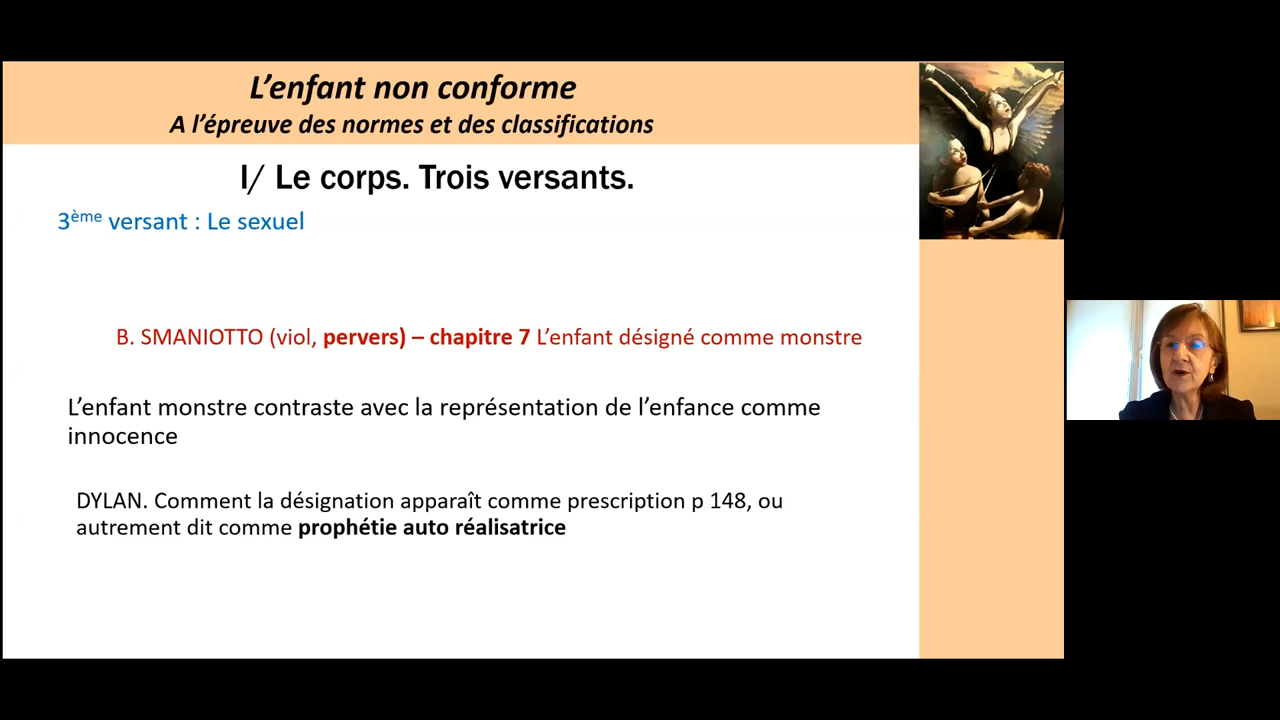 L’enfant non conforme
A l’épreuve des normes et des classifications
I/ Le corps. Trois versants.
3ème versant : Le sexuel
B. SMANIOTTO (viol, pervers) – chapitre 7 L’enfant désigné comme monstre
L’enfant monstre contraste avec la représentation de l’enfance comme
innocence
DYLAN. Comment la désignation apparaît comme prescription p 148, ou
autrement dit comme prophétie auto réalisatrice